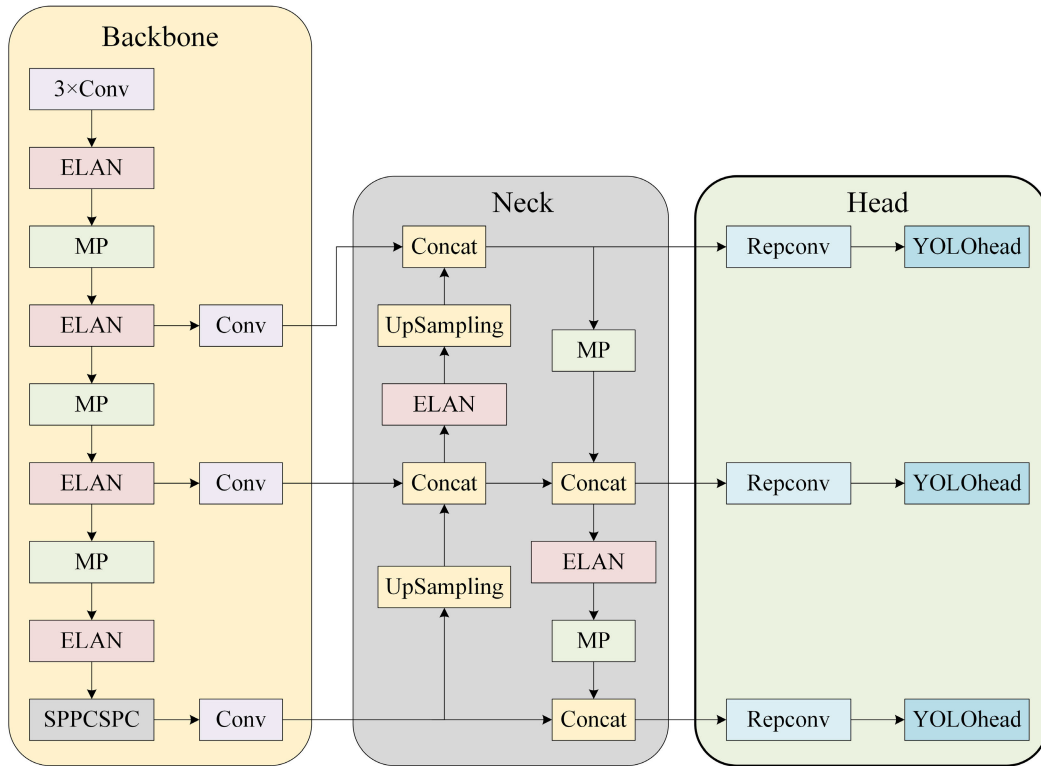 Backbone
3×Conv
ELAN
MP
ELAN
Conv
MP
ELAN
Conv
MP
ELAN
SPPCSPC
Conv
Neck
Concat
UpSampling
MP
ELAN
Concat
Concat
ELAN
UpSampling
MP
Concat
Head
Repconv
YOLOhead
Repconv
YOLOhead
Repconv
YOLOhead